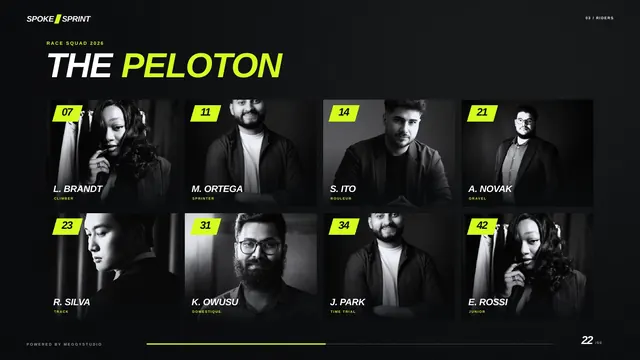 SPOKE SPRINT
03 / RIDERS
RACE SQUAD 2026
THE PELOTON
07
L. BRANDT
CLIMBER
11
M. ORTEGA
SPRINTER
14
S. ITO
ROULEUR
21
A. NOVAK
GRAVEL
23
R. SILVA
TRACK
31
K. OWUSU
DOMESTIQUE
34
J. PARK
TIME TRIAL
42
E. ROSSI
JUNIOR
POWERED BY MEGGYSTUDIO
22